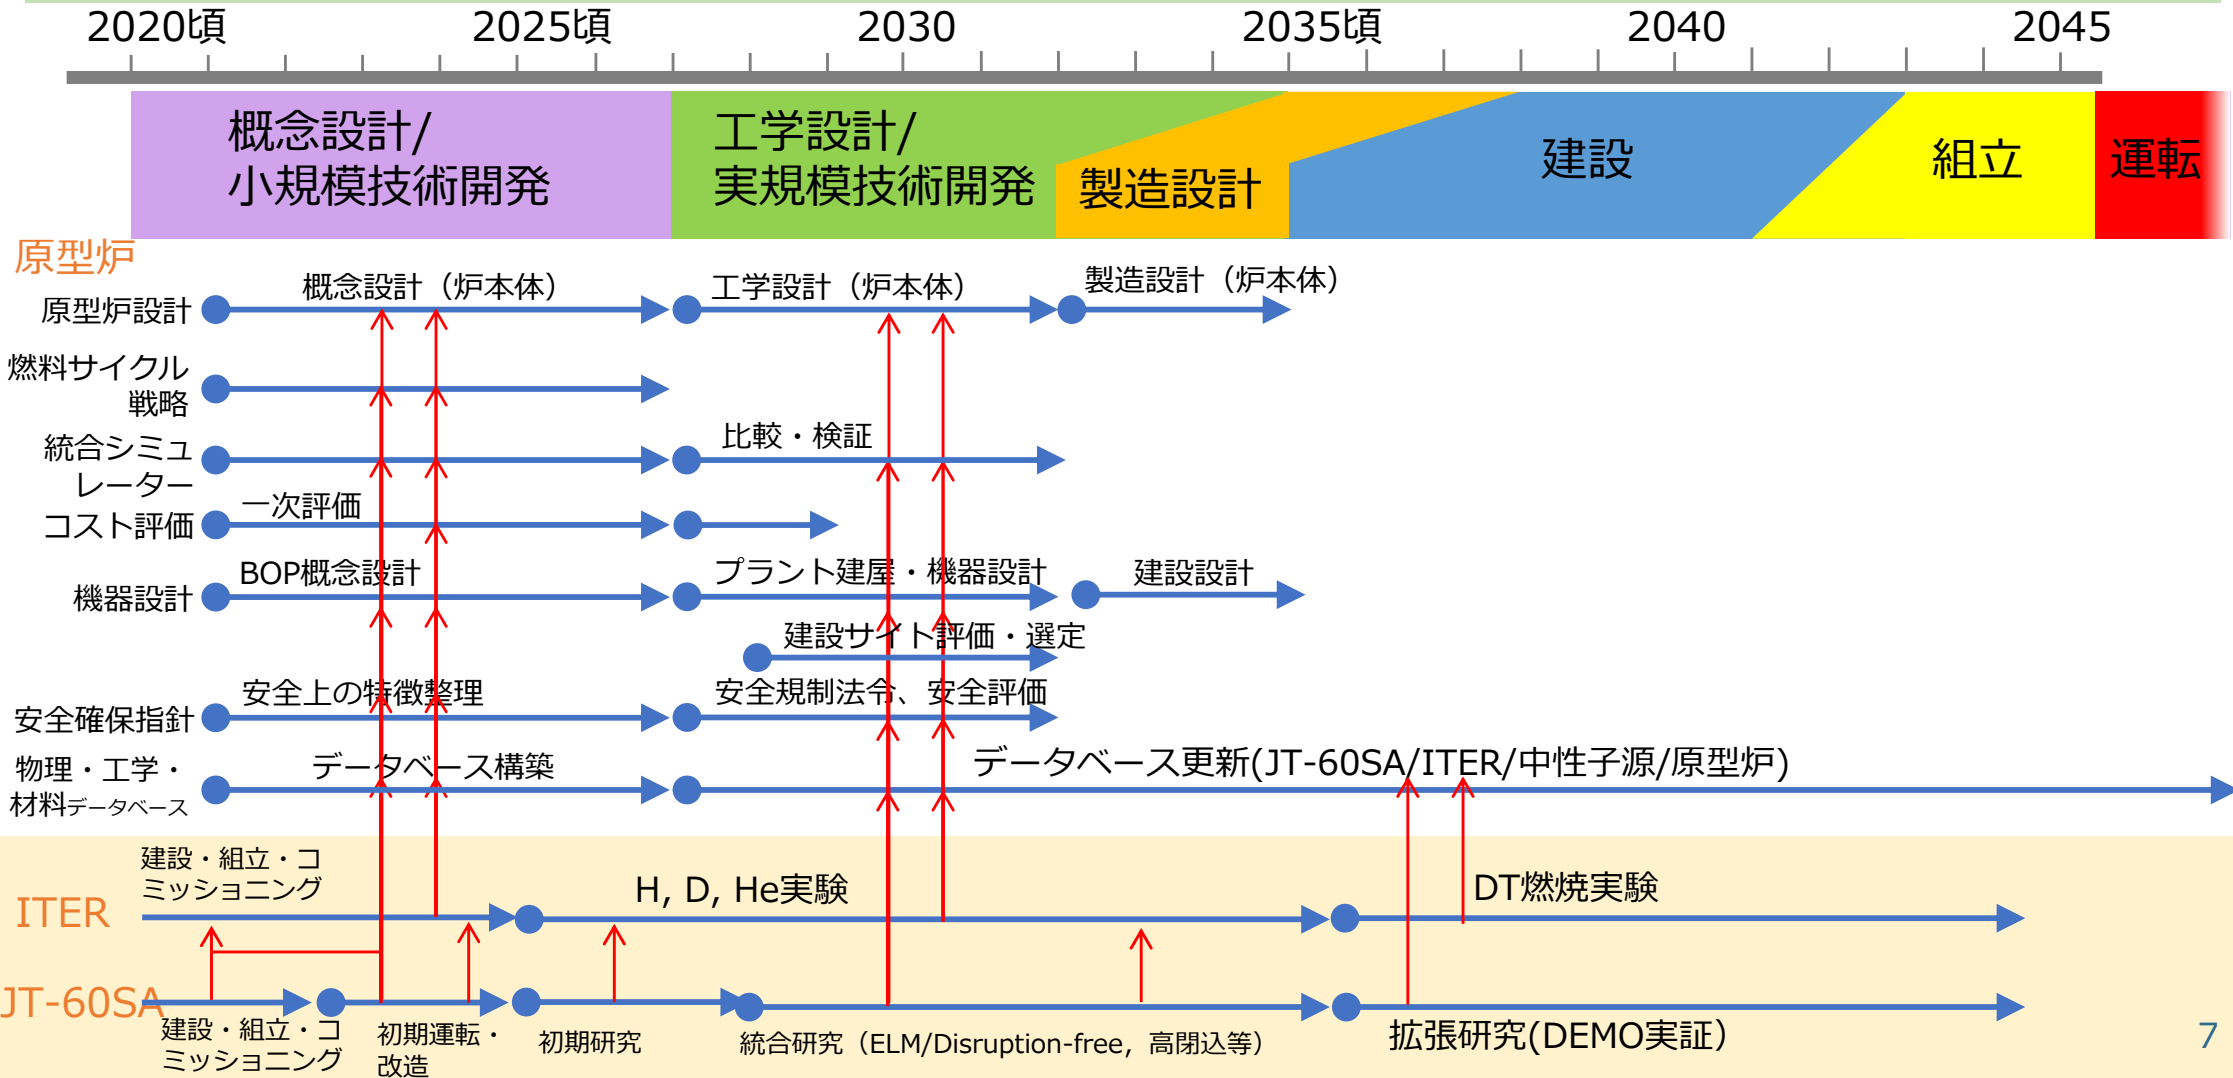 2020頃 2025頃 2030 2035頃 2040 2045
概念設計/
小規模技術開発
工学設計/
実規模技術開発
製造設計
建設
組立
運転
原型炉
原型炉設計
概念設計（炉本体）
工学設計（炉本体）
製造設計（炉本体）
燃料サイクル
戦略
統合シミュ
レーター
比較・検証
コスト評価
一次評価
機器設計
BOP概念設計
プラント建屋・機器設計
建設設計
建設サイト評価・選定
安全確保指針
安全上の特徴整理
安全規制法令、安全評価
物理・工学・
材料データベース
データベース構築
データベース更新(JT-60SA/ITER/中性子源/原型炉)
ITER
建設・組立・コ
ミッショニング
H, D, He実験
DT燃焼実験
JT-60SA
建設・組立・コ
ミッショニング
初期運転・
改造
初期研究
統合研究（ELM/Disruption-free, 高閉込等）
拡張研究(DEMO実証）
7